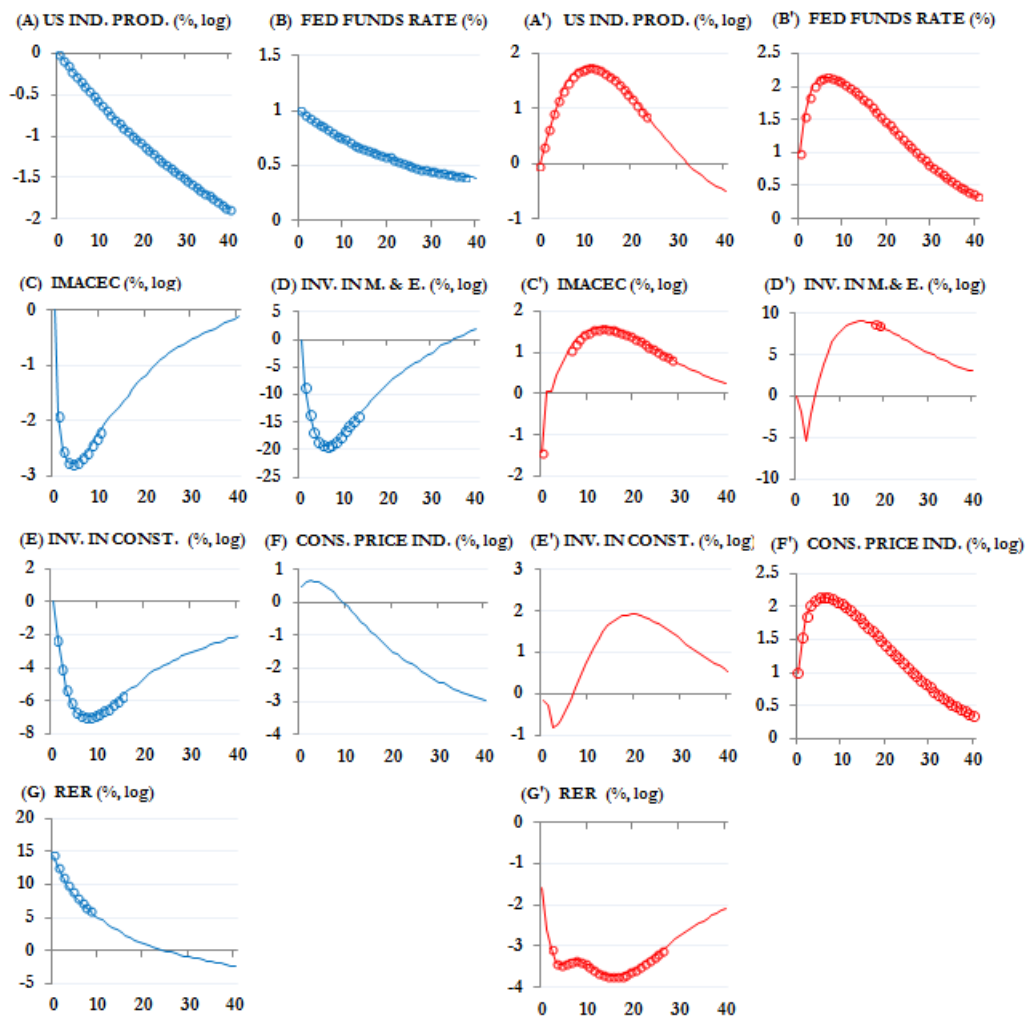 (A) US IND. PROD. (%, log)
0
-0.5
-1
-1.5
-2
0 10 20 30 40
(B) FED FUNDS RATE (%)
1.5
1
0.5
0
0 10 20 30 40
(A') US IND. PROD. (%, log)
2
1
0
-1
0 10 20 30 40
(B') FED FUNDS RATE (%)
2.5
2
1.5
1
0.5
0
0 10 20 30 40
(C) IMACEC (%, log)
0
-1
-2
-3
0 10 20 30 40
(D) INV. IN M. & E. (%, log)
5
0
-5
-10
-15
-20
-25
0 10 20 30 40
(C') IMACEC (%, log)
2
1
0
-1
-2
0 10 20 30 40
(D') INV. IN M.& E. (%, log)
10
5
0
-5
-10
0 10 20 30 40
(E) INV. IN CONST. (%, log)
2
0
-2
-4
-6
-8
0 10 20 30 40
(F) CONS. PRICE IND. (%, log)
1
0
-1
-2
-3
-4
0 10 20 30 40
(E') INV. IN CONST. (%, log)
3
2
1
0
-1
0 10 20 30 40
(F') CONS. PRICE IND. (%, log)
2.5
2
1.5
1
0.5
0
0 10 20 30 40
(G) RER (%, log)
20
15
10
5
0
-5
0 10 20 30 40
(G') RER (%, log)
0
-1
-2
-3
-4
0 10 20 30 40